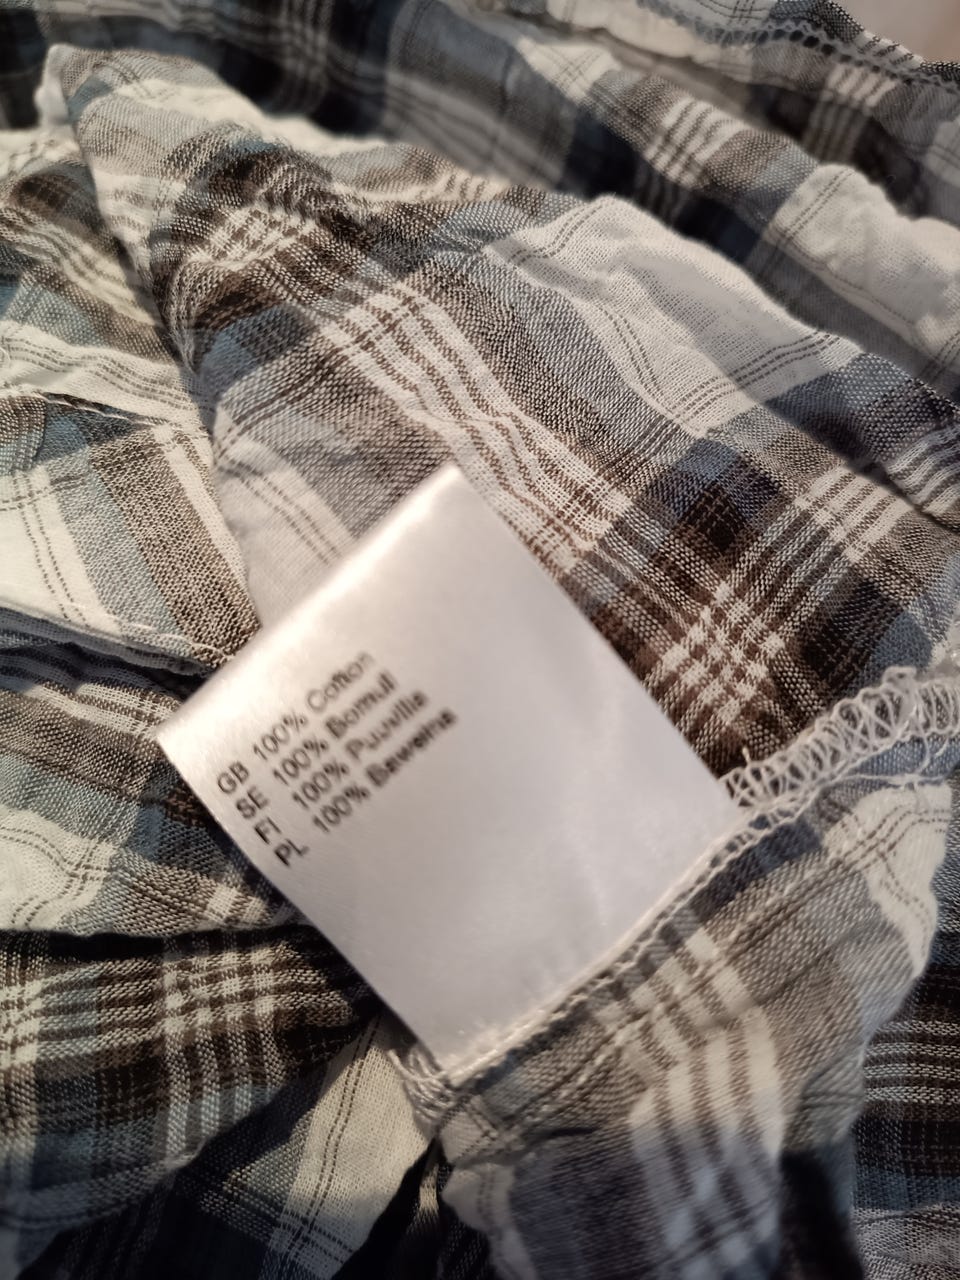 GB 100% Cotton
SE 100% Bomull
FI 100% Puuvilla
PL 100% Bawełna